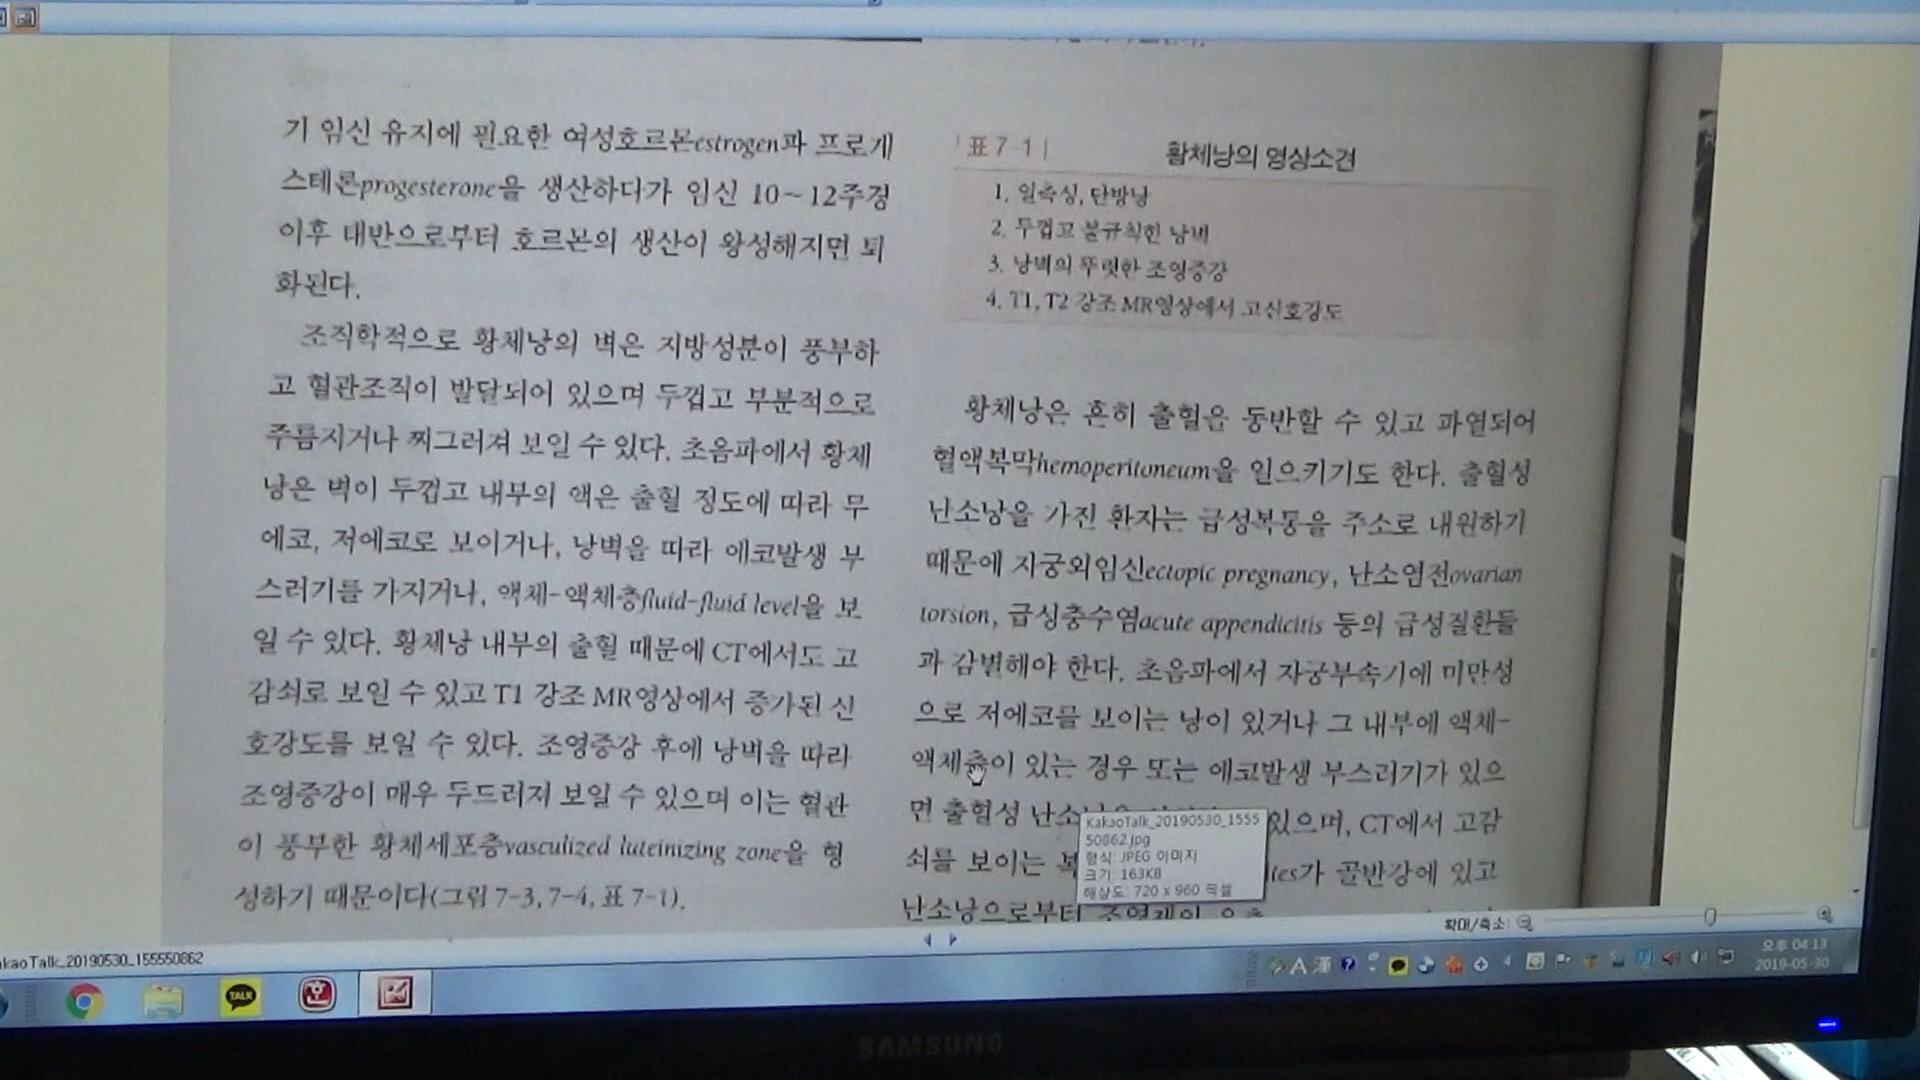 기 임신 유지에 필요한 여성호르몬estrogen과 프로게
스테론progesterone을 생산하다가 임신 10~12주경
이후 태반으로부터 호르몬의 생산이 왕성해지면 퇴
화된다.
조직학적으로 황체낭의 벽은 지방성분이 풍부하
고 혈관조직이 발달되어 있으며 두껍고 부분적으로
주름지거나 찌그러져 보일 수 있다. 초음파에서 황체
낭은 벽이 두껍고 내부의 액은 출혈 정도에 따라 무
에코, 저에코로 보이거나, 낭벽을 따라 에코발생 부
스러기를 가지거나, 액체-액체층fluid-fluid level을 보
일 수 있다. 황체낭 내부의 출혈 때문에 CT에서도 고
감쇠로 보일 수 있고 T1 강조 MR영상에서 증가된 신
호강도를 보일 수 있다. 조영증강 후에 낭벽을 따라
조영증강이 매우 두드러져 보일 수 있으며 이는 혈관
이 풍부한 황체세포층vasculized luteinizing zone을 형
성하기 때문이다(그림 7-3, 7-4, 표 7-1).
표 7-1 황체낭의 영상소견
1. 일측성, 단방낭
2. 두껍고 불규칙한 낭벽
3. 낭벽의 뚜렷한 조영증강
4. T1, T2 강조 MR영상에서 고신호강도
황체낭은 흔히 출혈을 동반할 수 있고 파열되어
혈액복막hemoperitoneum을 일으키기도 한다. 출혈성
난소낭을 가진 환자는 급성복통을 주소로 내원하기
때문에 자궁외임신ectopic pregnancy, 난소염전ovarian
torsion, 급성충수염acute appendicitis 등의 급성질환들
과 감별해야 한다. 초음파에서 자궁부속기에 미만성
으로 저에코를 보이는 낭이 있거나 그 내부에 액체-
액체층이 있는 경우 또는 에코발생 부스러기가 있으
면 출혈성 있으며, CT에서 고감
쇠를 보이는 가 골반강에 있고
난소낭으로부터
KakaoTalk_20190530_1555
50862.jpg
형식: JPEG 이미지
크기: 163KB
해상도: 720 x 960 픽셀
확대/축소:
akaoTalk_20190530_155550862
TALK
A 漢
오후 04:13
2019-05-30
SAMSUNG